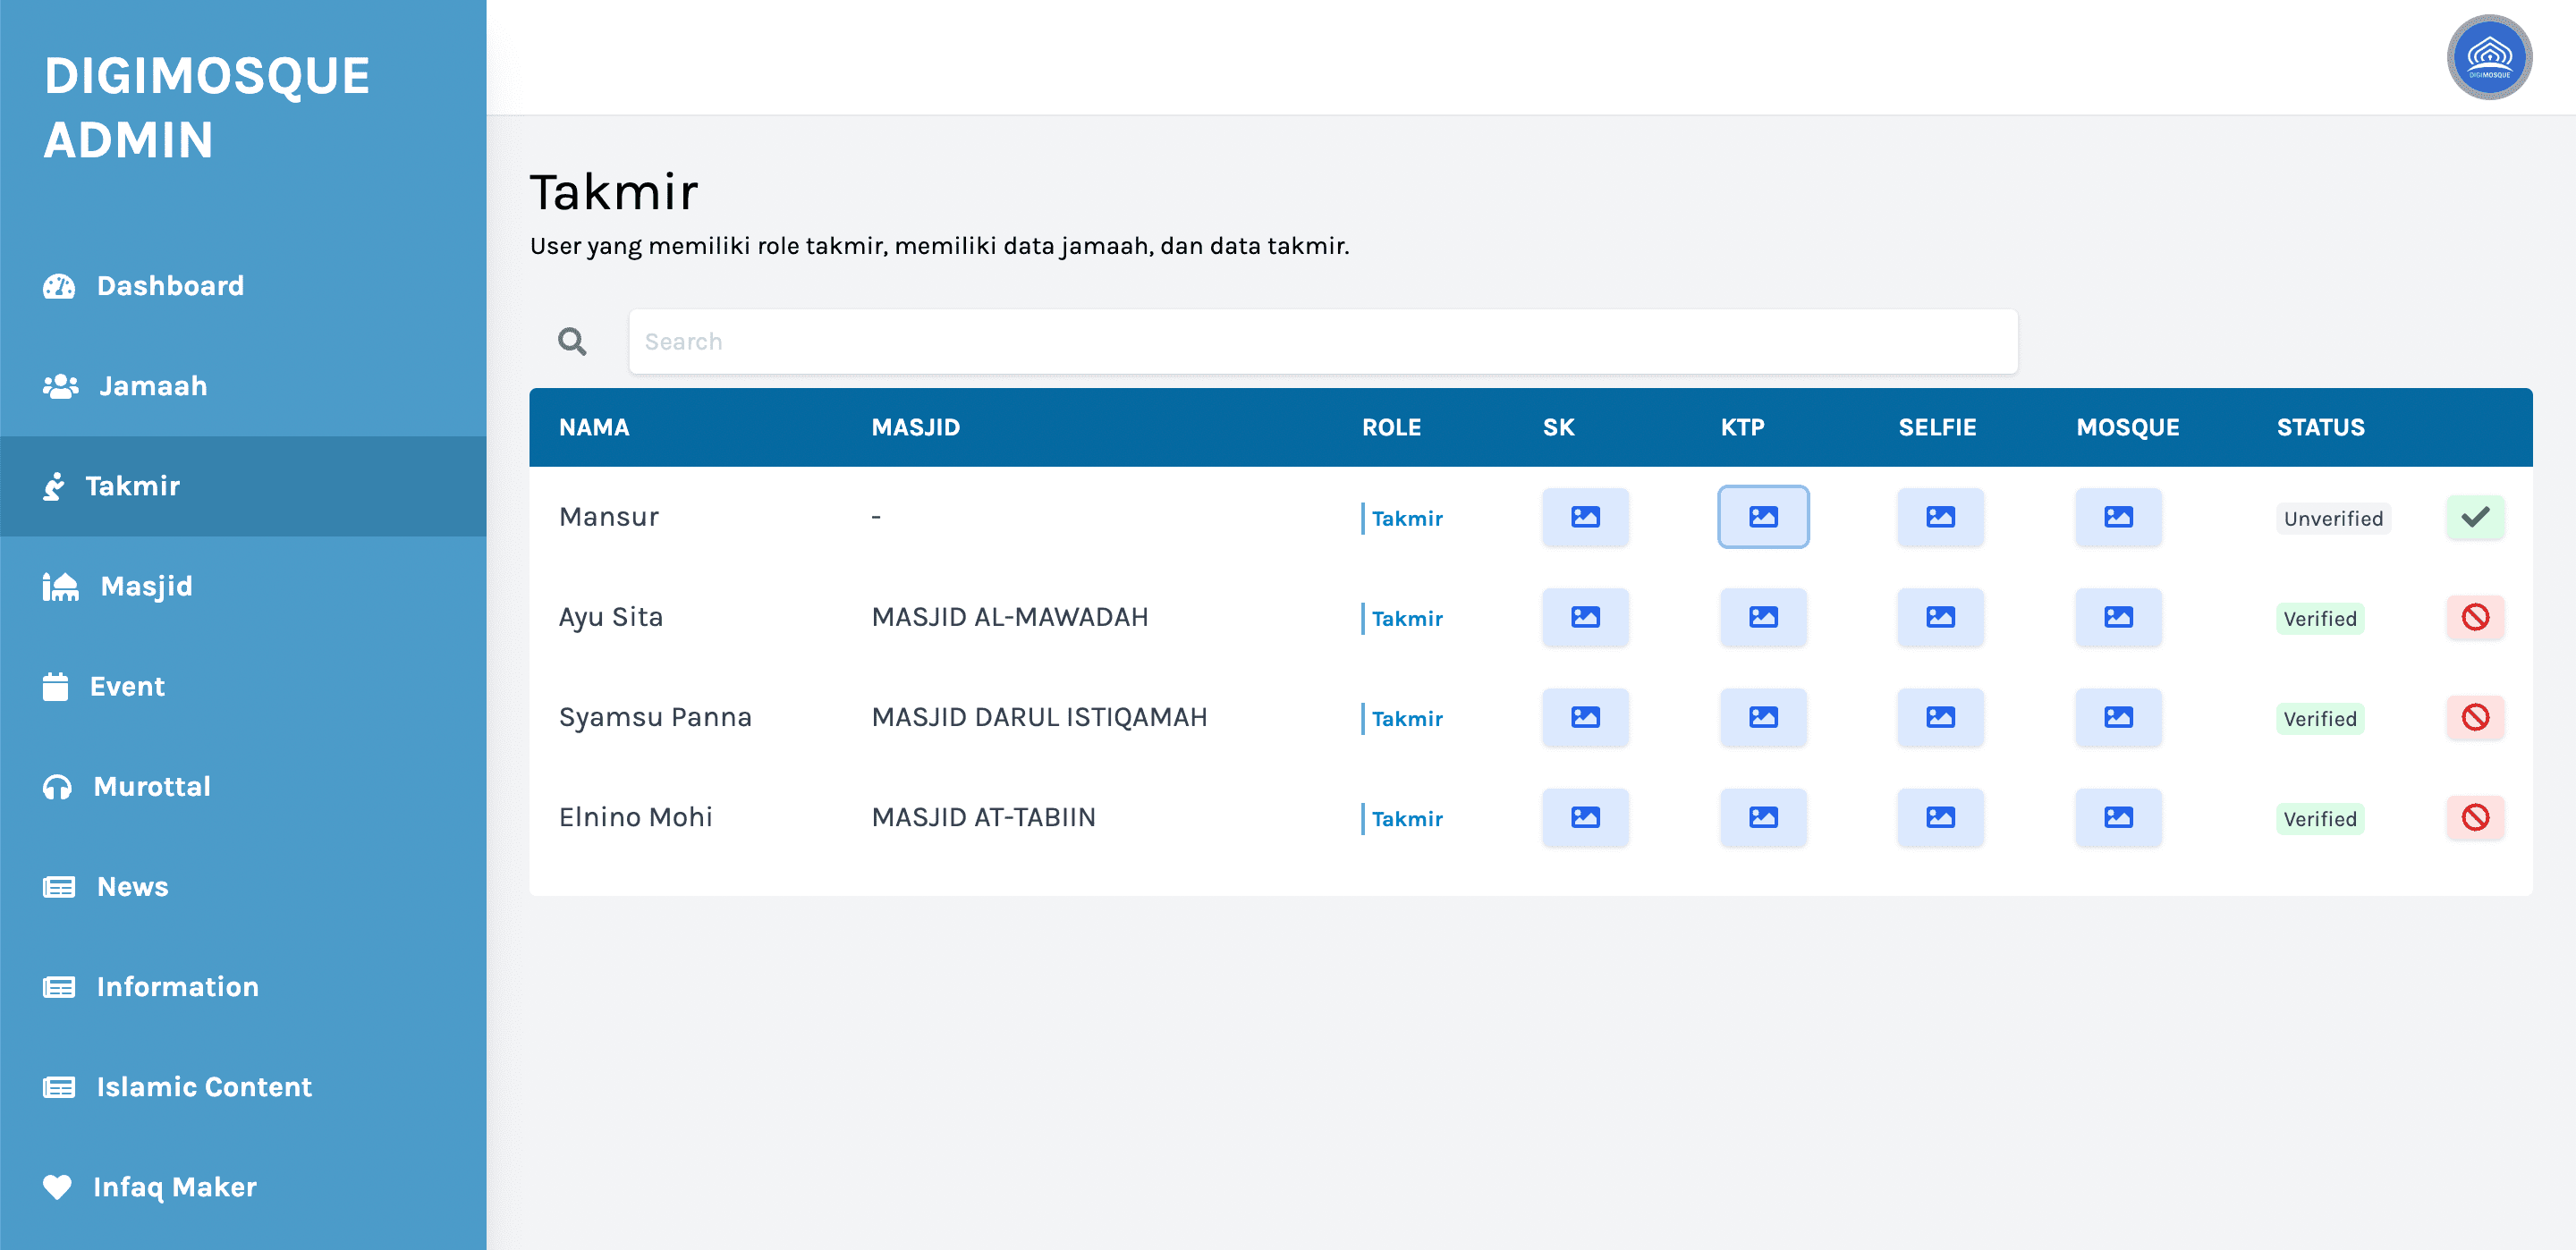 DIGIMOSQUE
ADMIN
DIGIMOSQUE
Dashboard
Jamaah
Takmir
Masjid
Event
Murottal
News
Information
Islamic Content
Infaq Maker
Takmir
User yang memiliki role takmir, memiliki data jamaah, dan data takmir.
Search
NAMA MASJID ROLE SK KTP SELFIE MOSQUE STATUS
Mansur - Takmir Unverified
Ayu Sita MASJID AL-MAWADAH Takmir Verified
Syamsu Panna MASJID DARUL ISTIQAMAH Takmir Verified
Elnino Mohi MASJID AT-TABIIN Takmir Verified